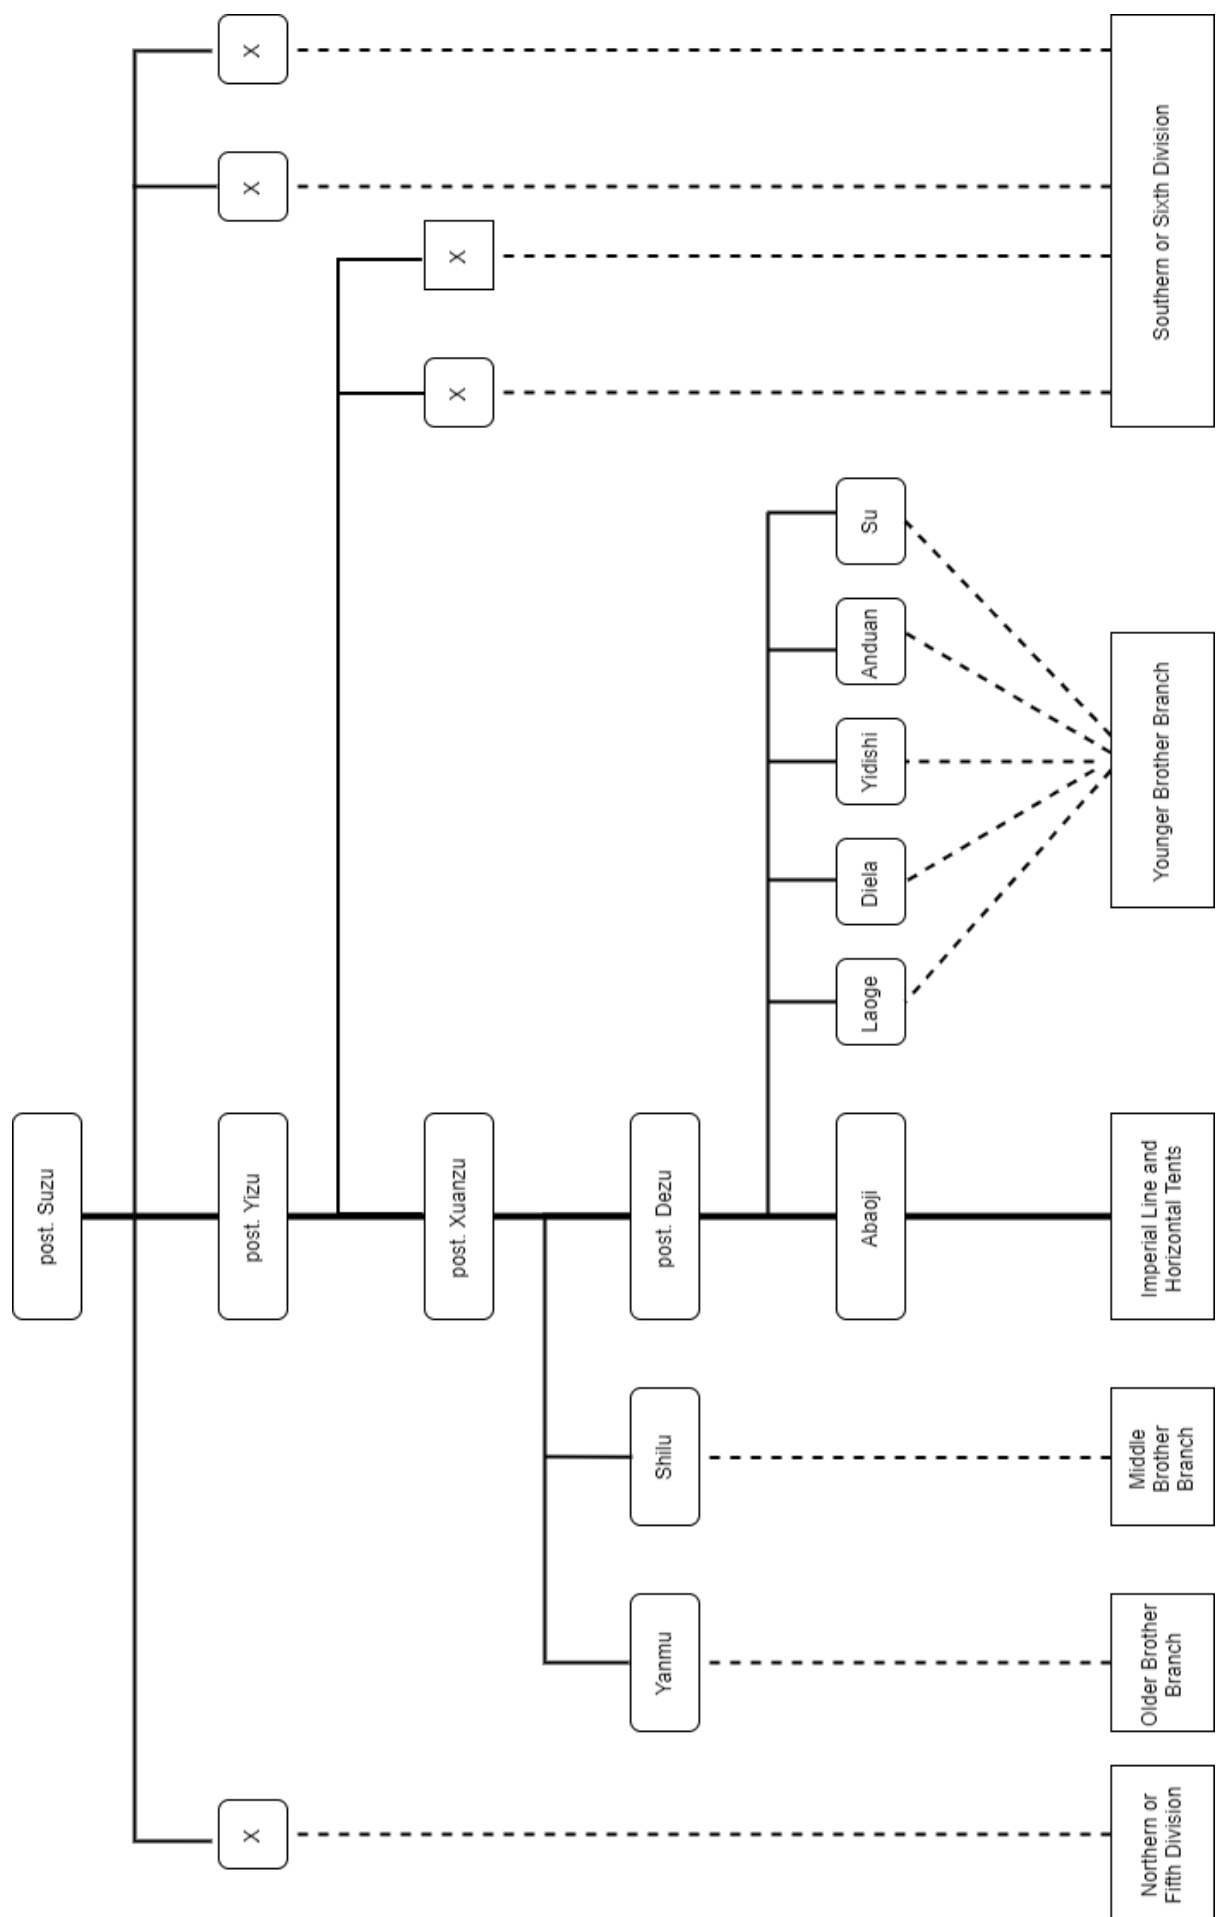 post. Suzu
X
post. Yizu
X
X
post. Xuanzu
X
X
Yanmu
Shilu
post. Dezu
Abaoji
Laoge
Diela
Yidishi
Anduan
Su
Northern or
Fifth Division
Older Brother
Branch
Middle
Brother
Branch
Imperial Line and
Horizontal Tents
Younger Brother Branch
Southern or Sixth Division